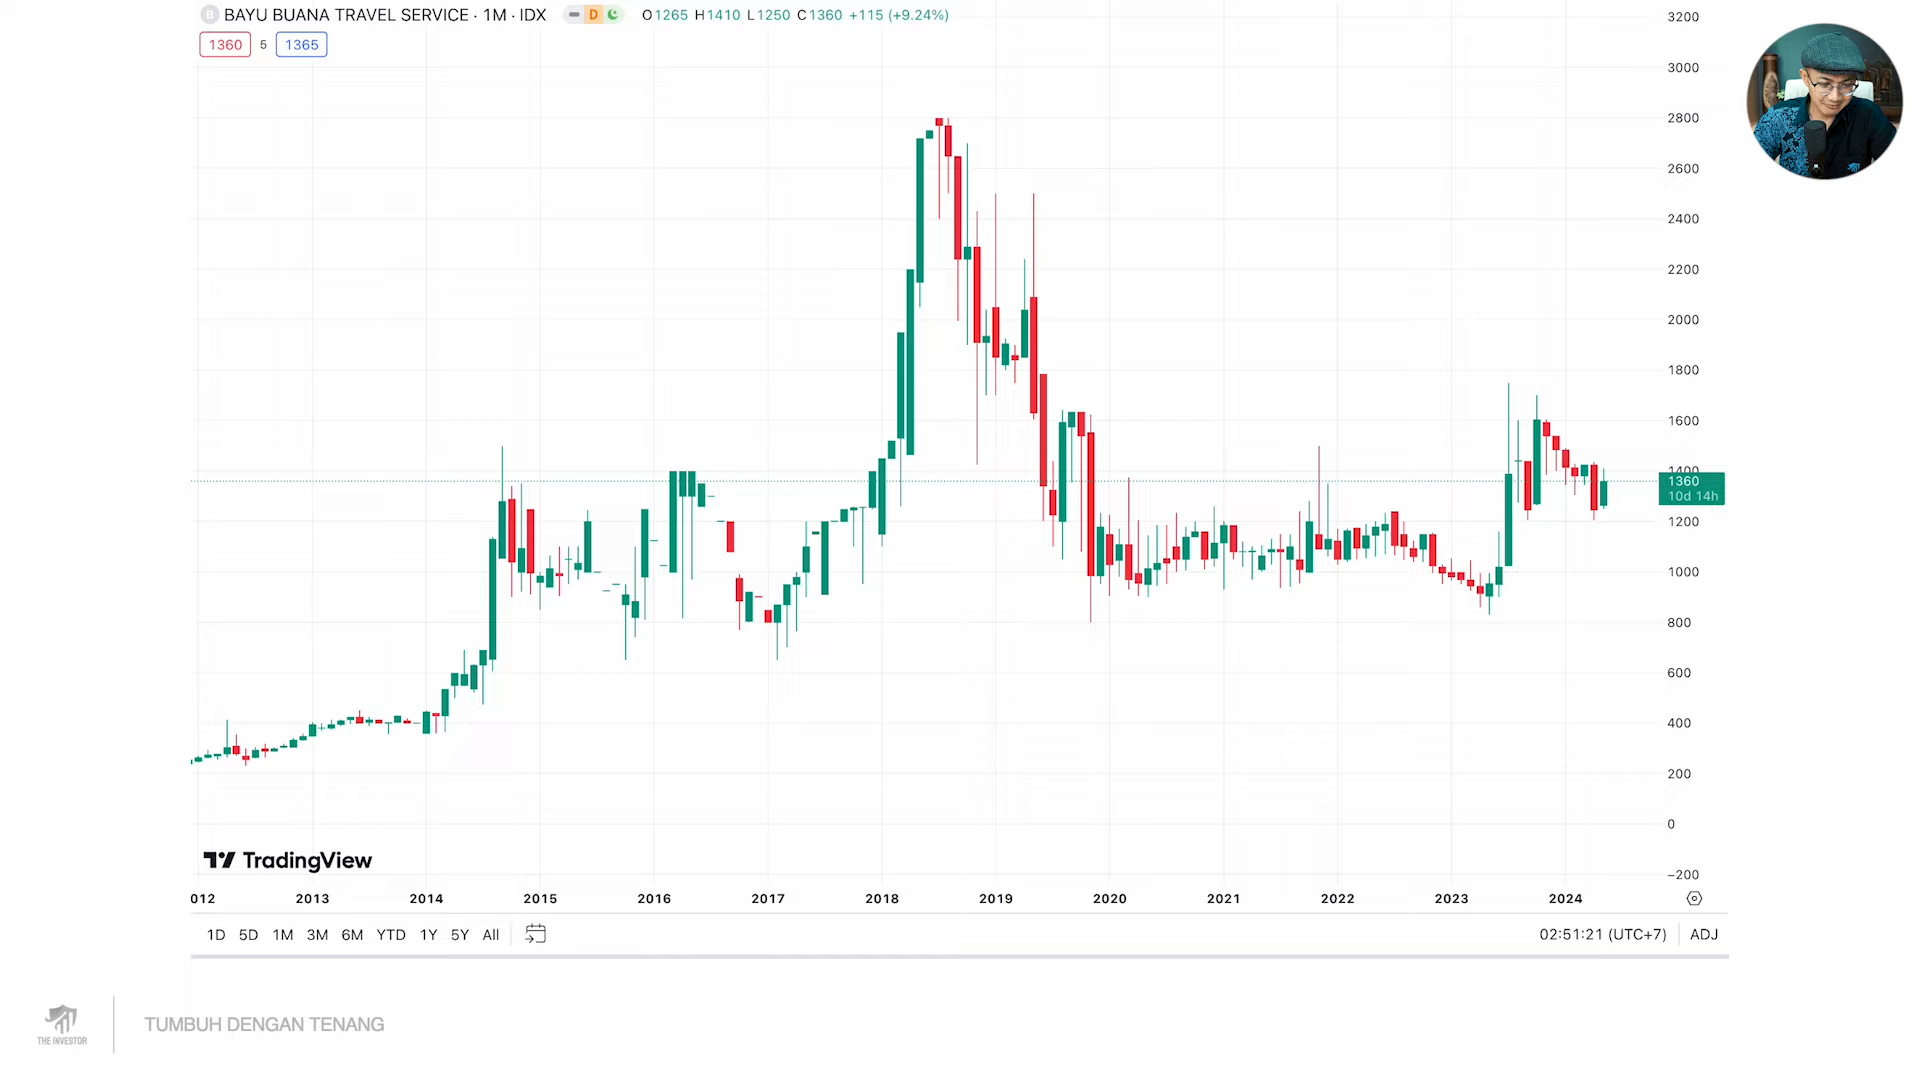 B BAYU BUANA TRAVEL SERVICE · 1M · IDX D O1265 H1410 L1250 C1360 +115 (+9.24%)
1360 5 1365
3200
3000
2800
2600
2400
2200
2000
1800
1600
1400
1360
10d 14h
1200
1000
800
600
400
200
0
−200
TradingView
012 2013 2014 2015 2016 2017 2018 2019 2020 2021 2022 2023 2024
1D 5D 1M 3M 6M YTD 1Y 5Y All 02:51:21 (UTC+7) ADJ
THE INVESTOR
TUMBUH DENGAN TENANG